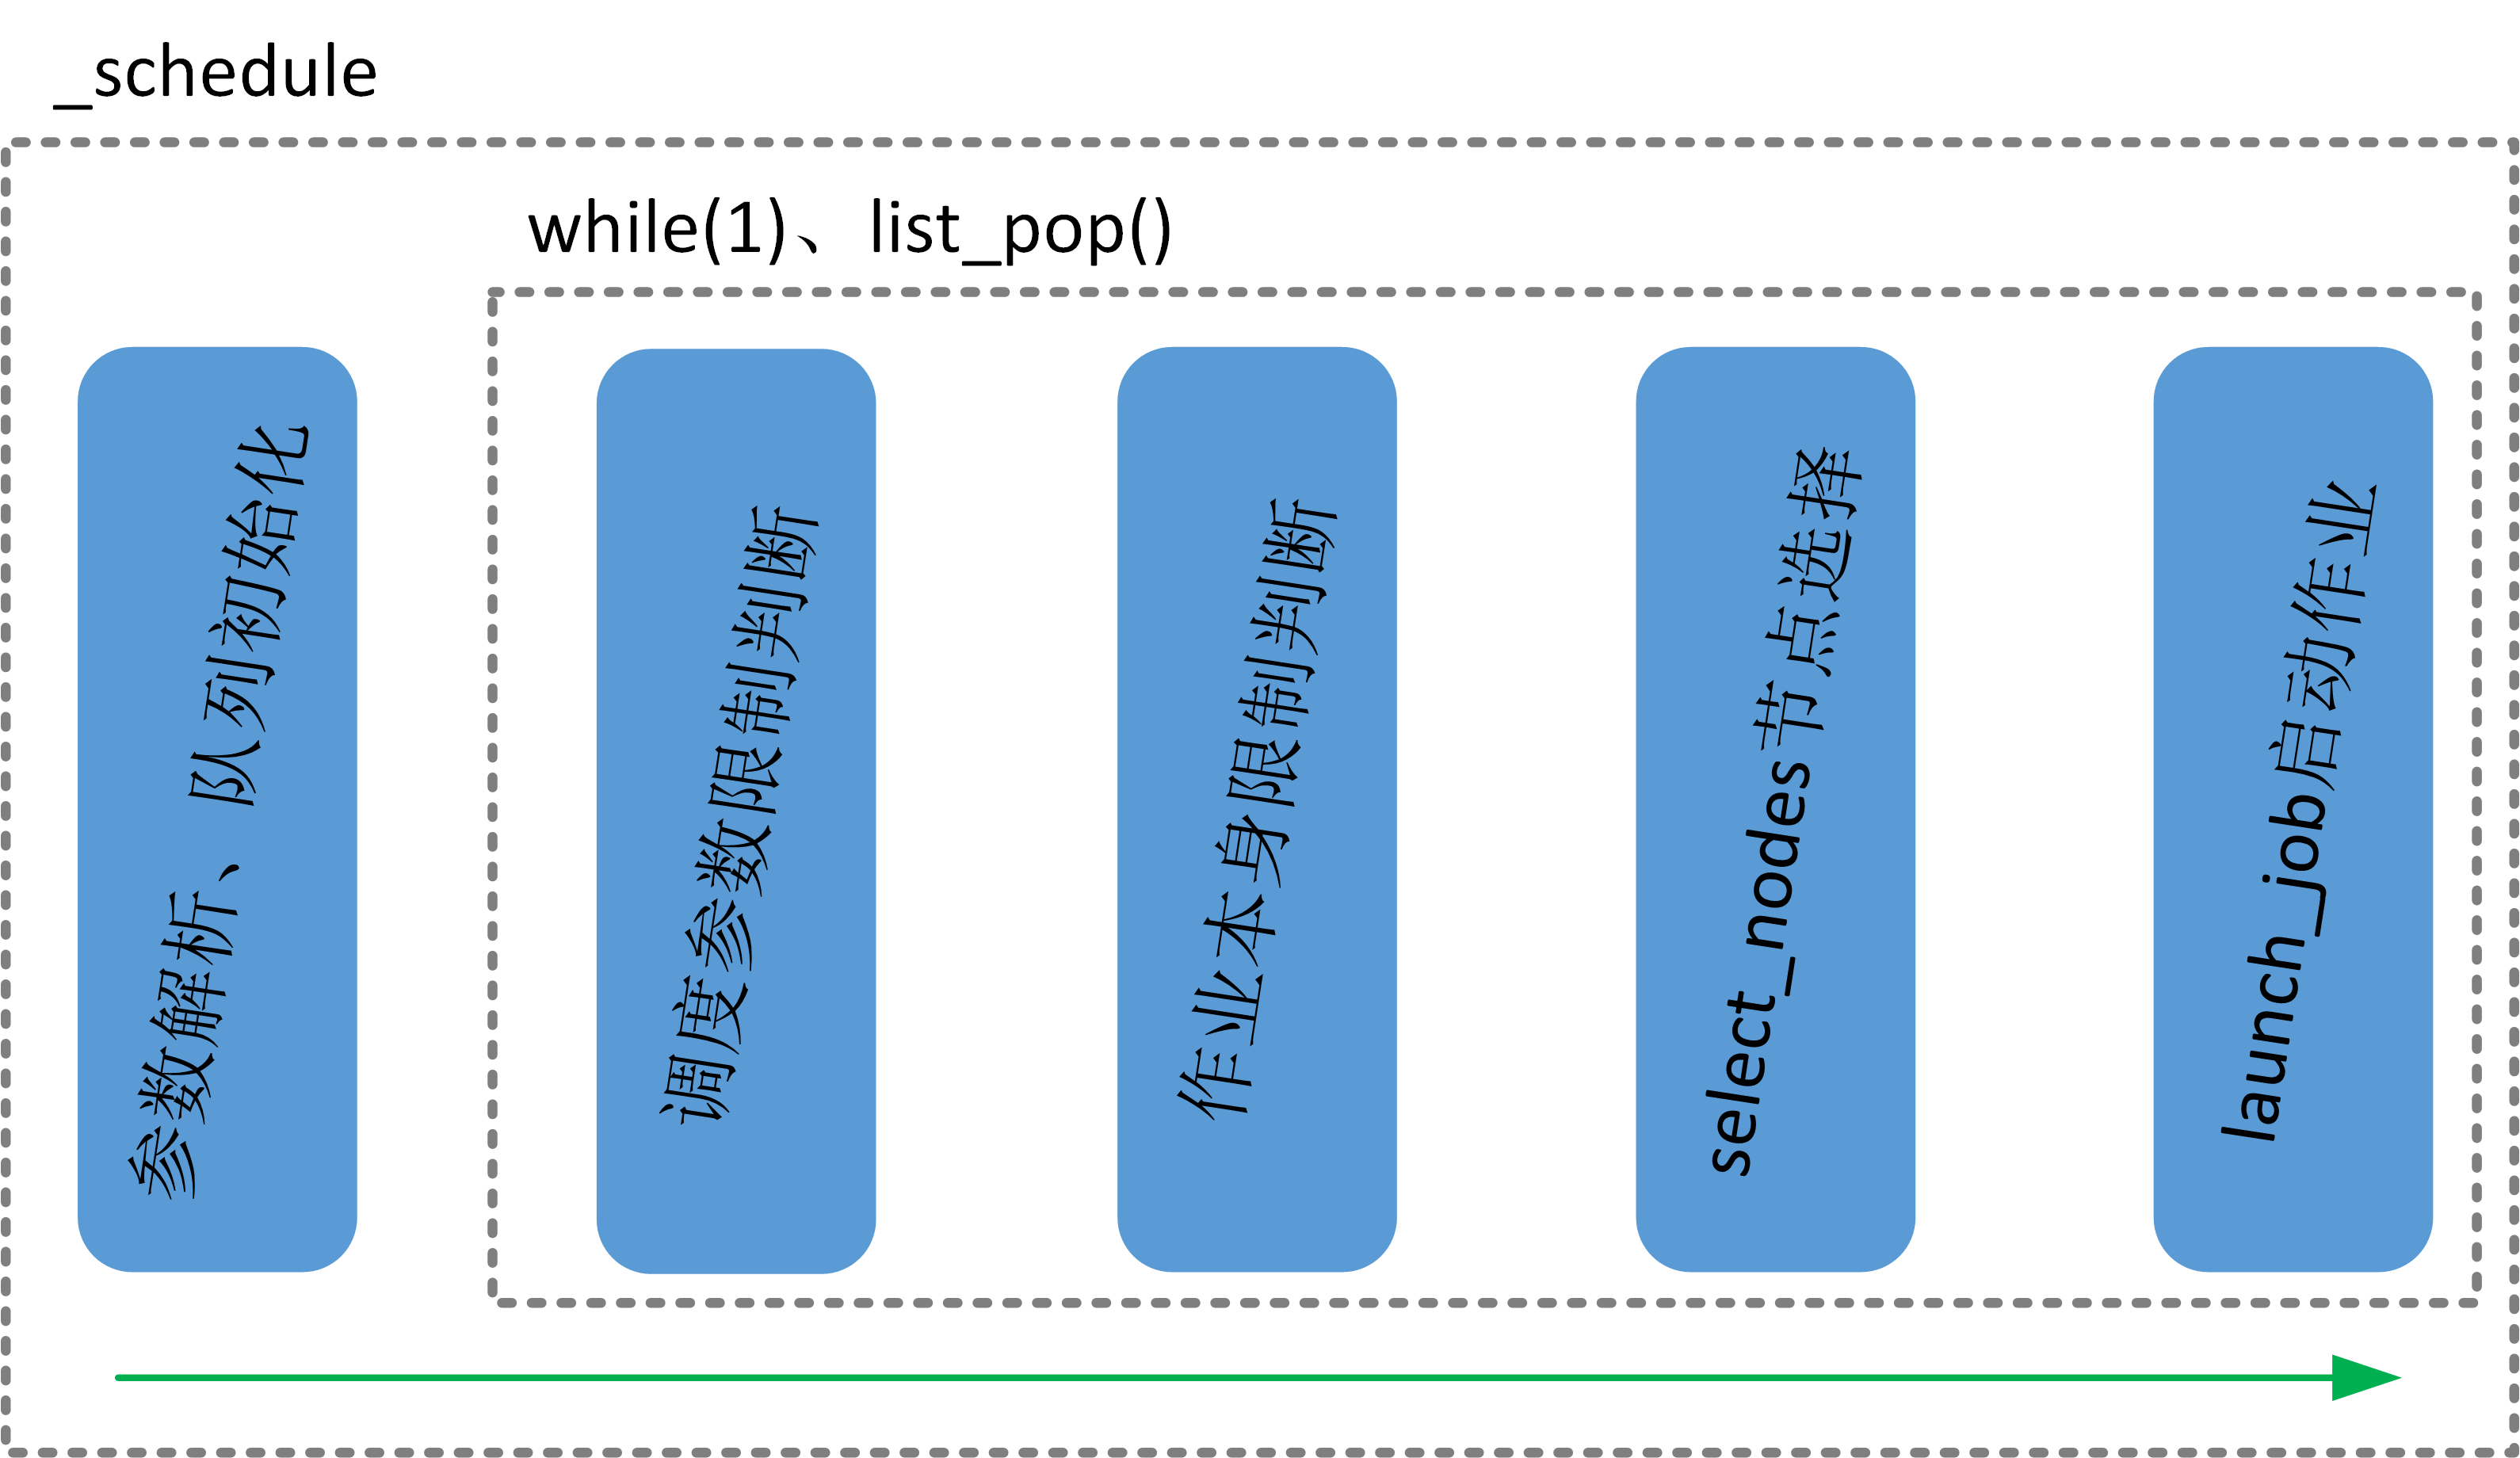 _schedule
while(1)、list_pop()
参数解析、队列初始化
调度参数限制判断
作业本身限制判断
select_nodes节点选择
launch_job启动作业